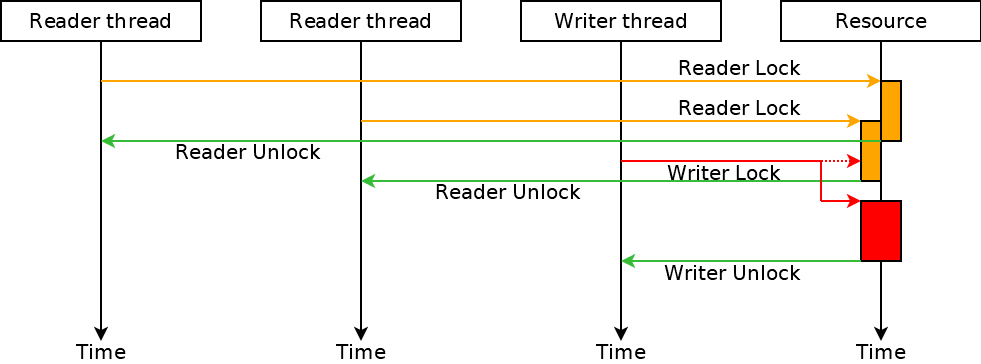 Reader thread
Reader thread
Writer thread
Resource
Reader Lock
Reader Lock
Reader Unlock
Writer Lock
Reader Unlock
Writer Unlock
Time
Time
Time
Time